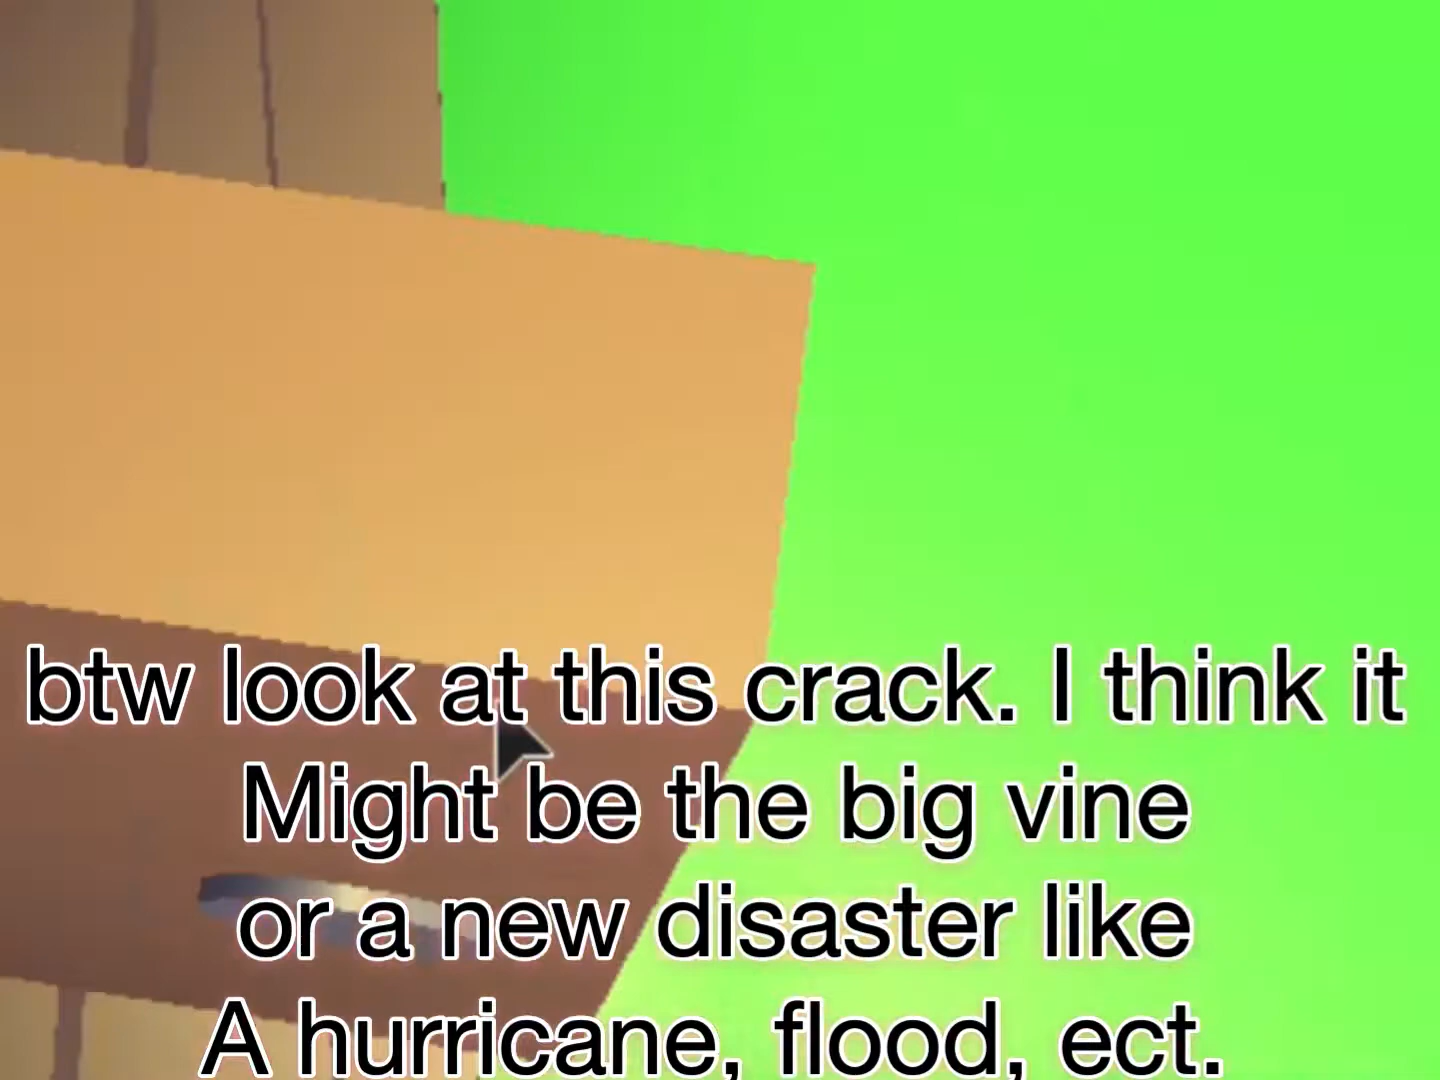 btw look at this crack. I think it
Might be the big vine
or a new disaster like
A hurricane, flood, ect.